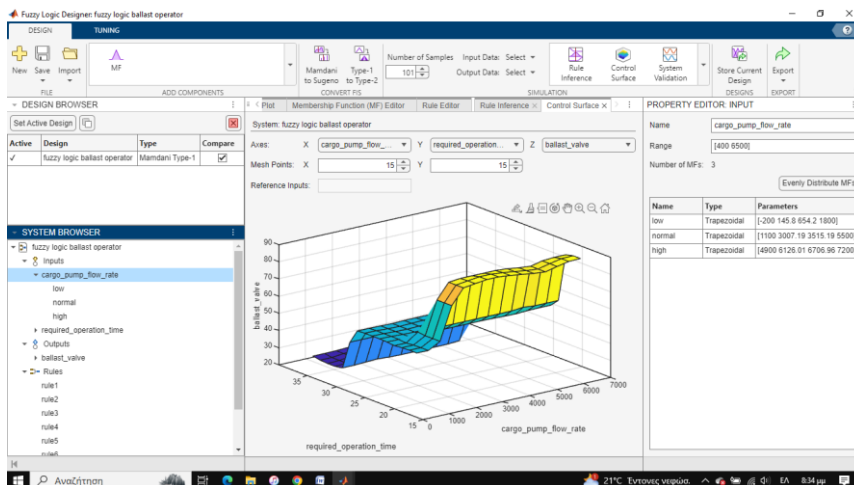 Fuzzy Logic Designer: fuzzy logic ballast operator
DESIGN TUNING
New Save Import
FILE
MF
ADD COMPONENTS
Mamdani to Sugeno
Type-1 to Type-2
CONVERT FIS
Number of Samples
101
Input Data: Select
Output Data: Select
Rule Inference
Control Surface
System Validation
SIMULATION
Store Current Design
DESIGNS
Export
EXPORT
DESIGN BROWSER
Set Active Design
Active Design Type Compare
✓ fuzzy logic ballast operator Mamdani Type-1
SYSTEM BROWSER
fuzzy logic ballast operator
Inputs
cargo_pump_flow_rate
low
normal
high
required_operation_time
Outputs
ballast_valve
Rules
rule1
rule2
rule3
rule4
rule5
rule6
Plot Membership Function (MF) Editor Rule Editor Rule Inference Control Surface
System: fuzzy logic ballast operator
Axes: X cargo_pump_flow_... Y required_operation... Z ballast_valve
Mesh Points: X 15 Y 15
Reference Inputs:
90
80
70
60
50
40
30
20
ballast_valve
35
30
25
20
15
required_operation_time
0
1000
2000
3000
4000
5000
6000
7000
cargo_pump_flow_rate
PROPERTY EDITOR: INPUT
Name cargo_pump_flow_rate
Range [400 6500]
Number of MFs: 3
Evenly Distribute MFs
Name Type Parameters
low Trapezoidal [-200 145.8 654.2 1800]
normal Trapezoidal [1100 3007.19 3515.19 5500]
high Trapezoidal [4900 6126.01 6706.96 7200]
Αναζήτηση
21°C Έντονες νεφώσ.
ΕΛ
8:34 μμ